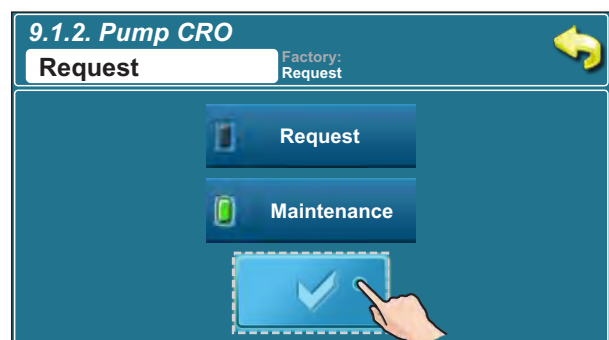 9.1.2. Pump CRO
Request
Factory:
Request
Request
Maintenance